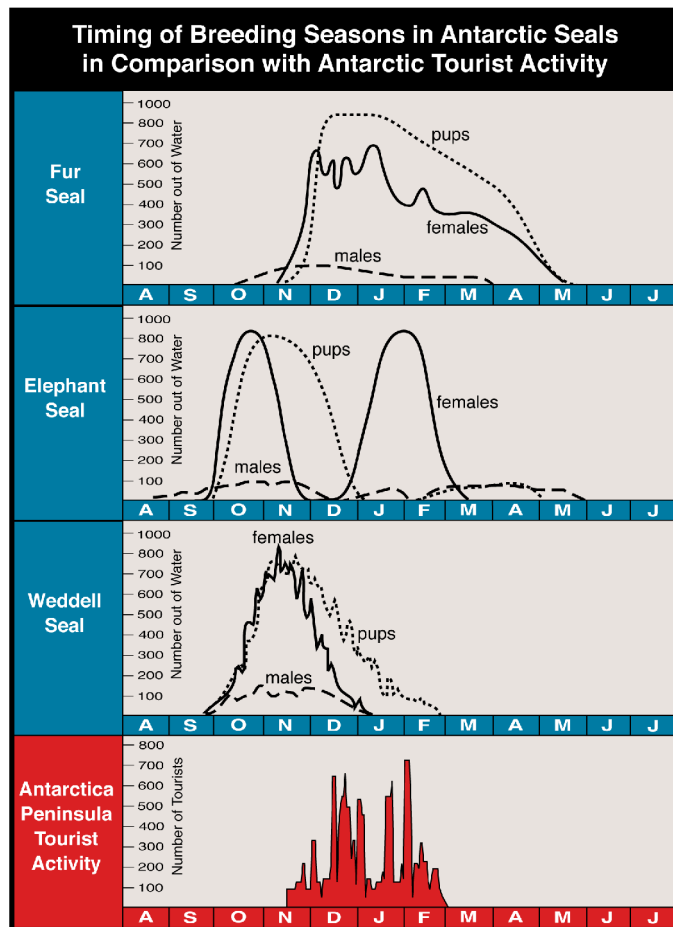 Timing of Breeding Seasons in Antarctic Seals
in Comparison with Antarctic Tourist Activity
Fur
Seal
Number out of Water
1000
800
600
500
400
300
200
100
pups
females
males
A S O N D J F M A M J J
Elephant
Seal
Number out of Water
1000
800
600
500
400
300
200
100
pups
females
males
A S O N D J F M A M J J
Weddell
Seal
Number out of Water
1000
800
700
500
400
300
200
100
females
pups
males
A S O N D J F M A M J J
Antarctica
Peninsula
Tourist
Activity
Number of Tourists
800
700
600
500
400
300
200
100
A S O N D J F M A M J J